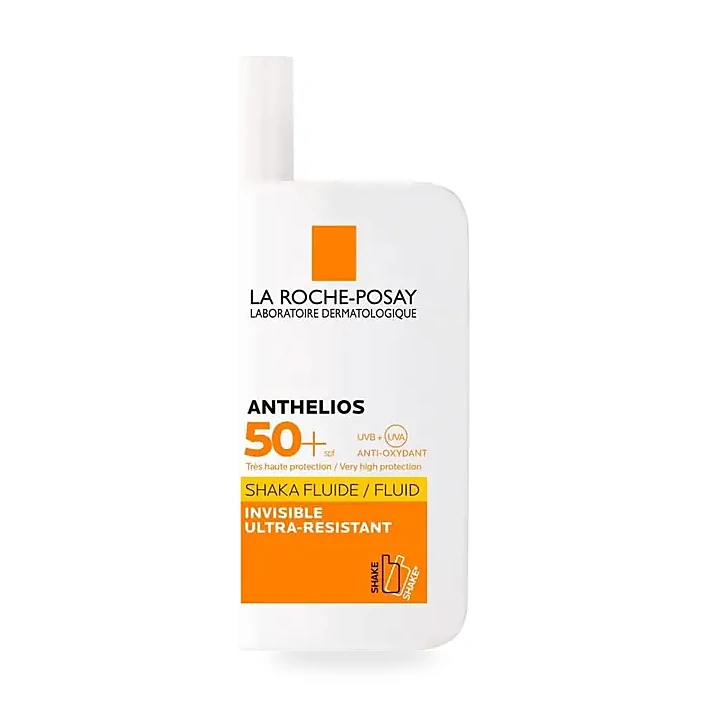 LA ROCHE-POSAY
LABORATOIRE DERMATOLOGIQUE
ANTHELIOS
50+ spf
UVB + UVA
ANTI-OXYDANT
Très haute protection / Very high protection
SHAKA FLUIDE / FLUID
INVISIBLE
ULTRA-RESISTANT
SHAKE
SHAKE